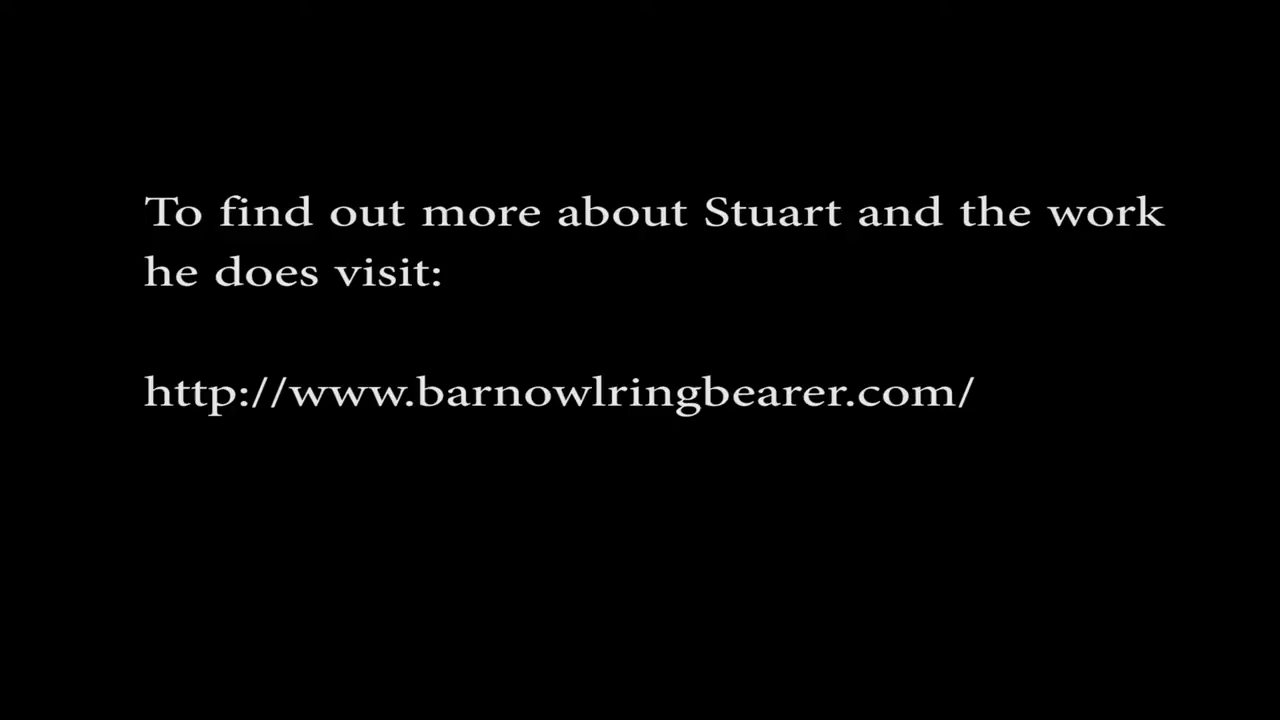 To find out more about Stuart and the work
he does visit:
http://www.barnowlringbearer.com/